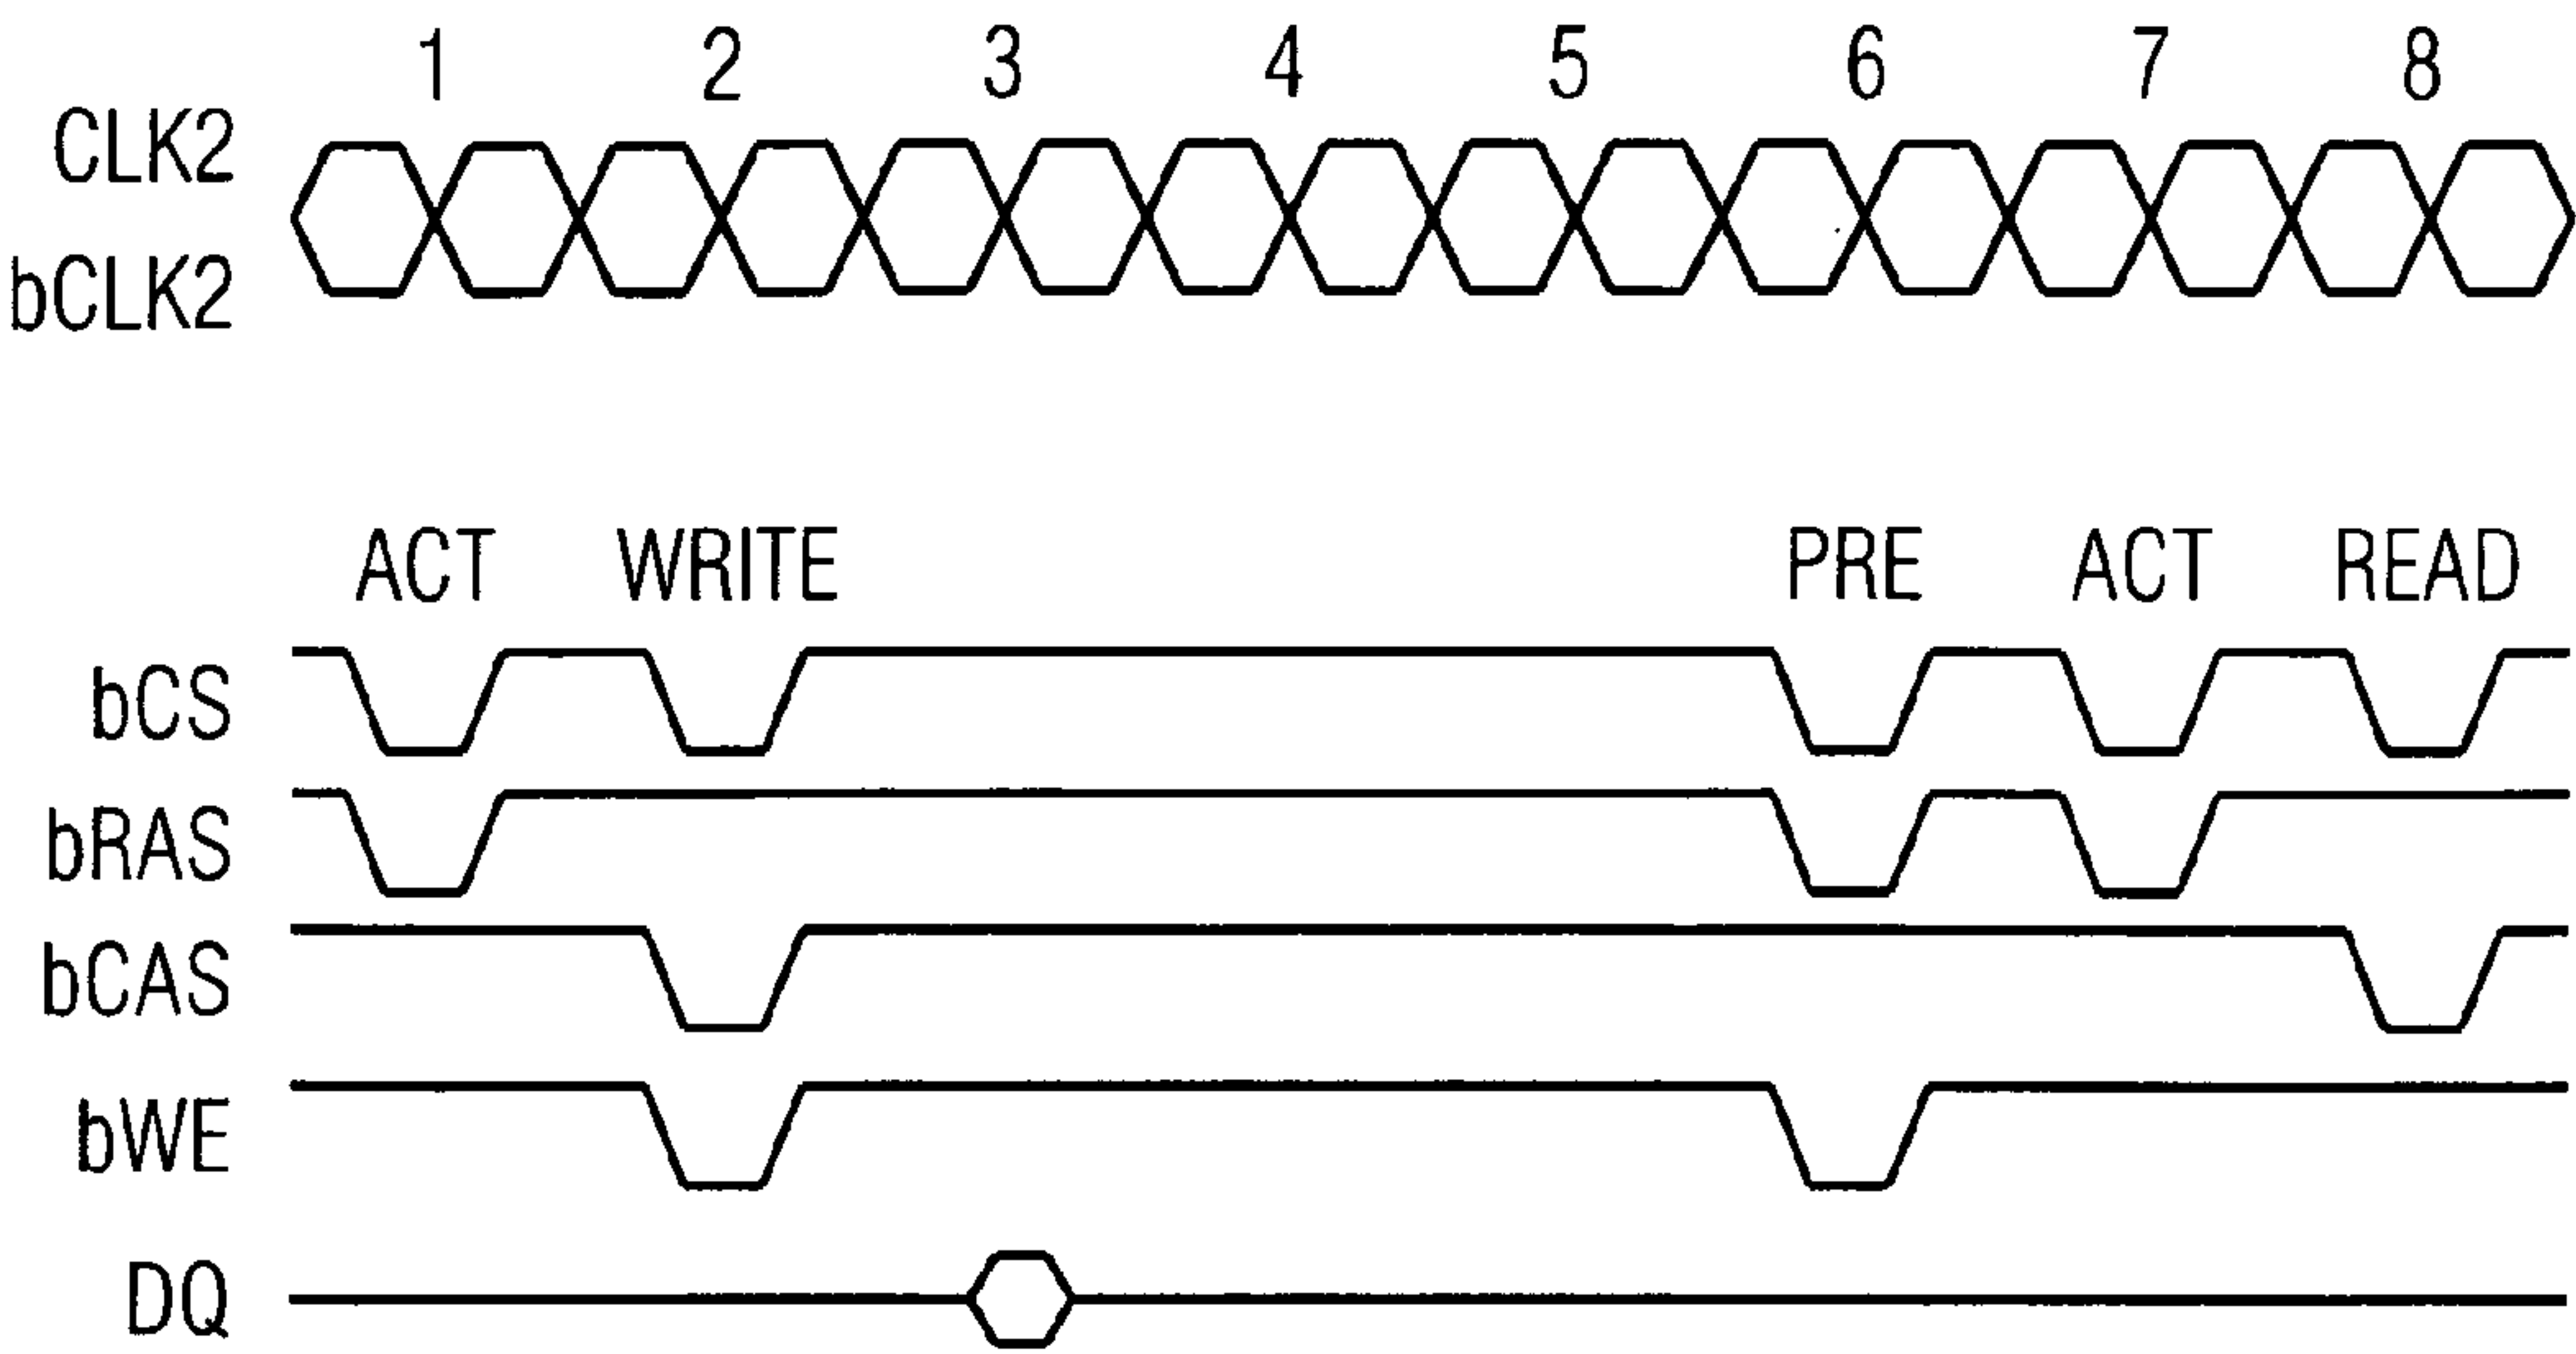 1 2 3 4 5 6 7 8
CLK2
bCLK2
ACT WRITE PRE ACT READ
bCS
bRAS
bCAS
bWE
DQ